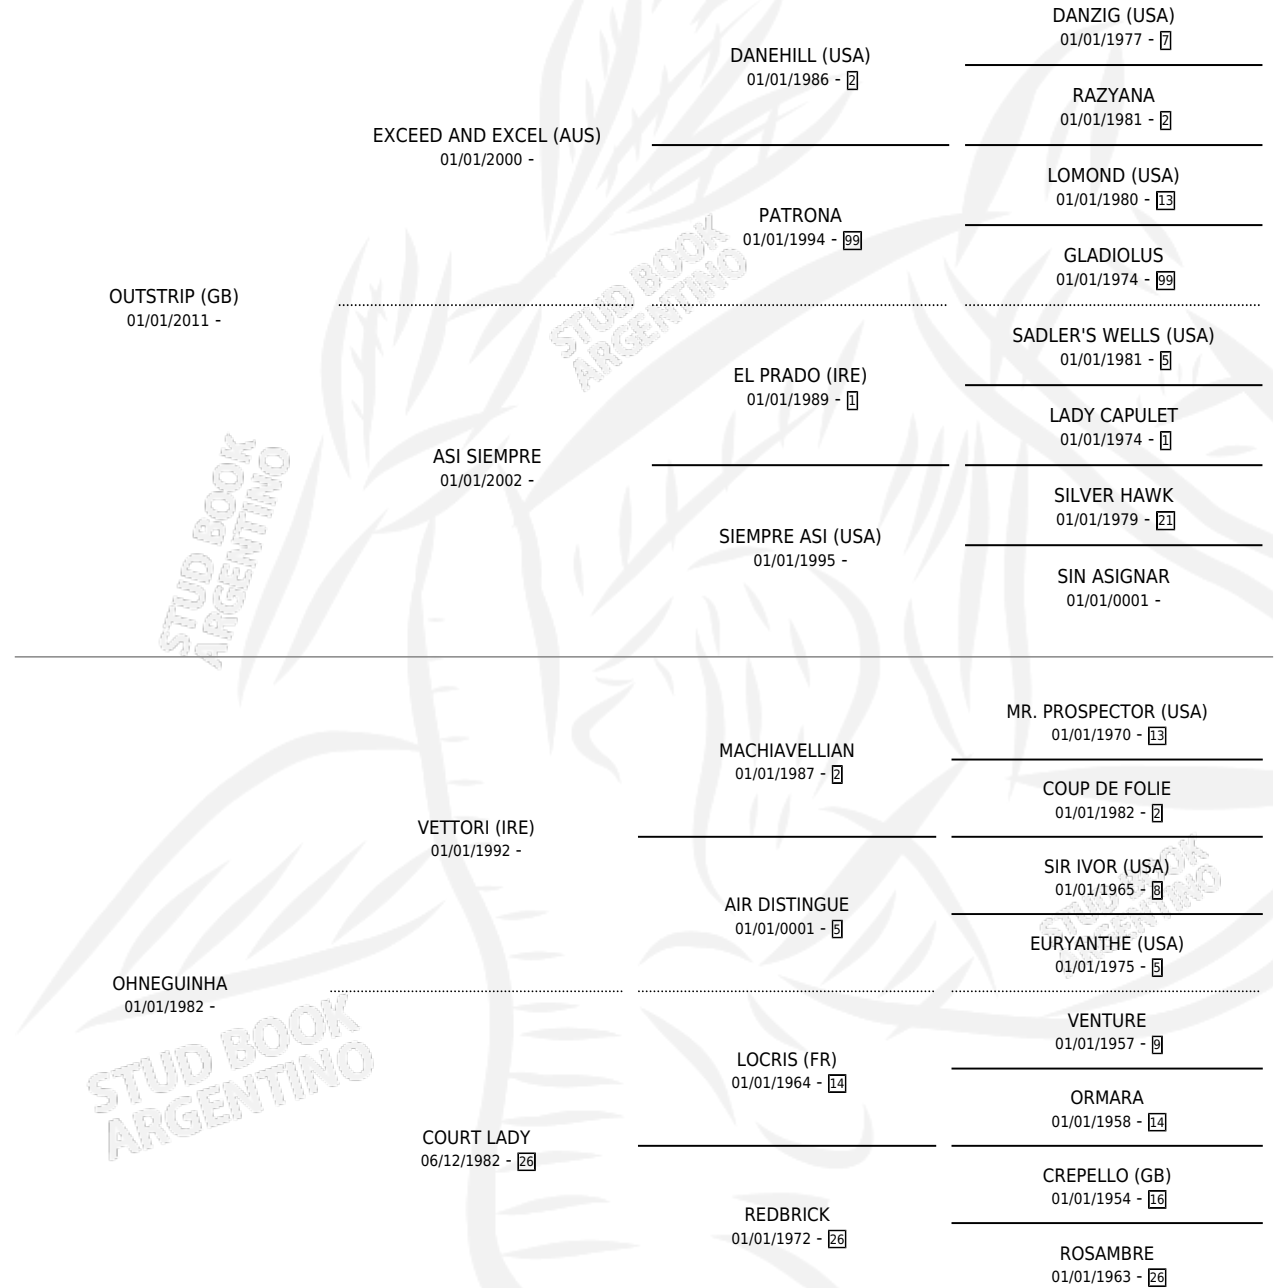 DANZIG (USA)
01/01/1977 - 7
DANEHILL (USA)
01/01/1986 - 2
RAZYANA
01/01/1981 - 2
EXCEED AND EXCEL (AUS)
01/01/2000 -
LOMOND (USA)
01/01/1980 - 13
PATRONA
01/01/1994 - 99
GLADIOLUS
01/01/1974 - 99
OUTSTRIP (GB)
01/01/2011 -
STUD BOOK
ARGENTINO
SADLER'S WELLS (USA)
01/01/1981 - 5
EL PRADO (IRE)
01/01/1989 - 1
LADY CAPULET
01/01/1974 - 1
ASI SIEMPRE
01/01/2002 -
SILVER HAWK
01/01/1979 - 21
SIEMPRE ASI (USA)
01/01/1995 -
SIN ASIGNAR
01/01/0001 -
STUD BOOK
ARGENTINO
MR. PROSPECTOR (USA)
01/01/1970 - 13
MACHIAVELLIAN
01/01/1987 - 2
COUP DE FOLIE
01/01/1982 - 2
VETTORI (IRE)
01/01/1992 -
SIR IVOR (USA)
01/01/1965 - 8
AIR DISTINGUE
01/01/0001 - 5
STUD BOOK
ARGENTINO
EURYANTHE (USA)
01/01/1975 - 5
OHNEGUINHA
01/01/1982 -
VENTURE
01/01/1957 - 9
STUD BOOK
ARGENTINO
LOCRIS (FR)
01/01/1964 - 14
ORMARA
01/01/1958 - 14
COURT LADY
06/12/1982 - 26
CREPELLO (GB)
01/01/1954 - 16
REDBRICK
01/01/1972 - 26
ROSAMBRE
01/01/1963 - 26